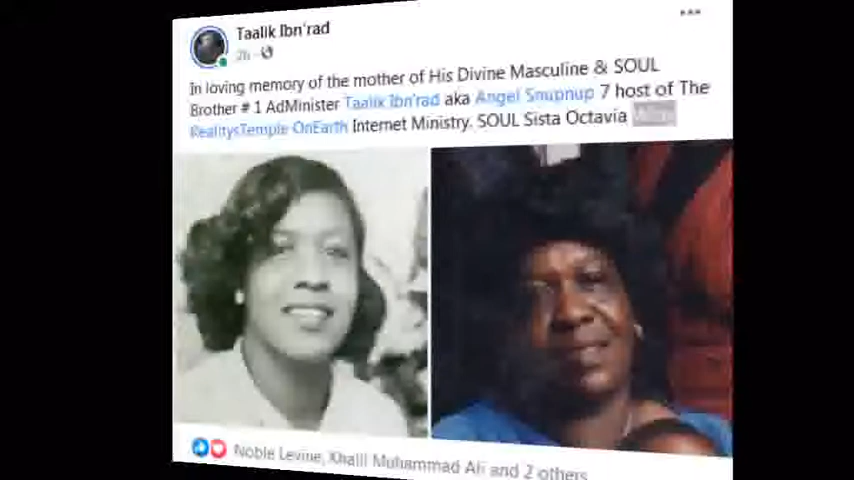 Taalik Ibn'rad
2h
In loving memory of the mother of His Divine Masculine & SOUL
Brother # 1 AdMinister Taalik Ibn'rad aka Angel Snupnup 7 host of The
RealitysTemple OnEarth Internet Ministry. SOUL Sista Octavia
Noble Levine, Khalil Muhammad Ali and 2 others